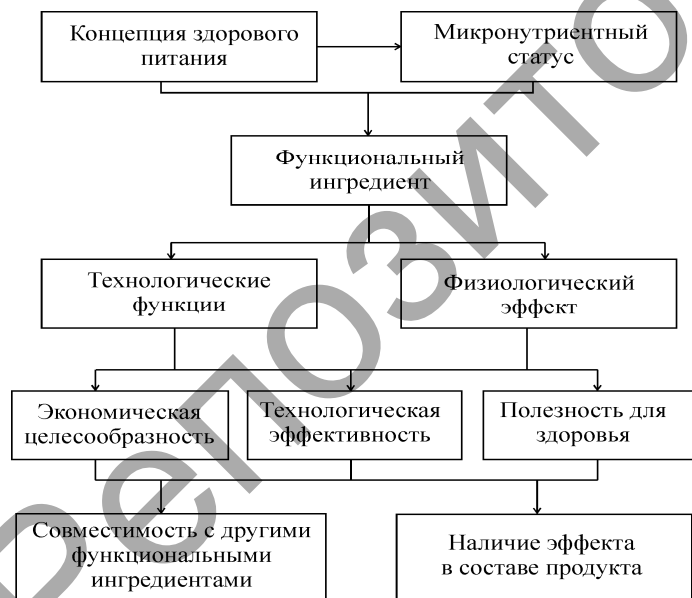 Концепция здорового
питания
Микронутриентный
статус
Функциональный
ингредиент
Технологические
функции
Физиологический
эффект
Экономическая
целесообразность
Технологическая
эффективность
Полезность для
здоровья
Совместимость с другими
функциональными
ингредиентами
Наличие эффекта
в составе продукта
Репозито